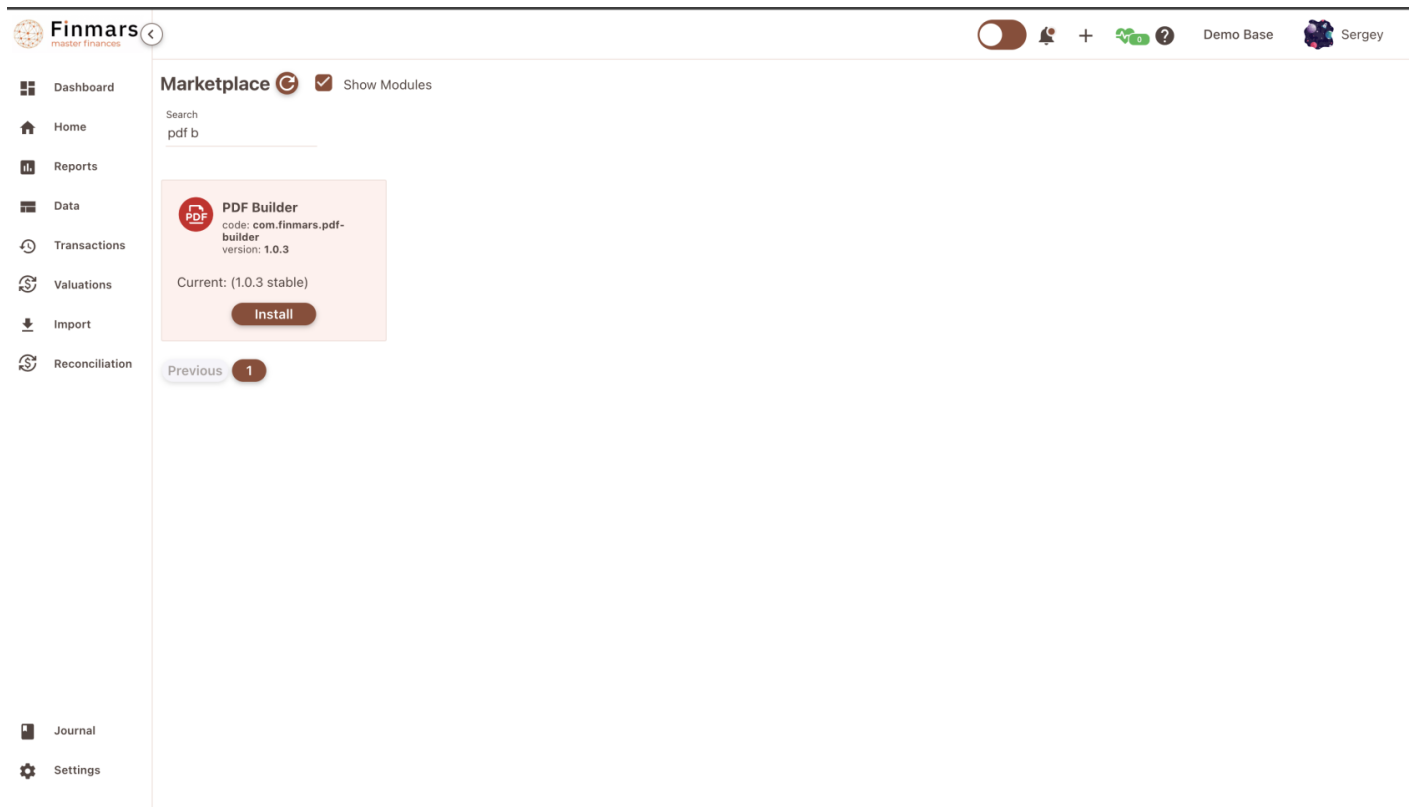 Finmars
master finances
0
Demo Base
Sergey
Dashboard
Home
Reports
Data
Transactions
Valuations
Import
Reconciliation
Journal
Settings
Marketplace
Show Modules
Search
pdf b
PDF
PDF Builder
code: com.finmars.pdf-
builder
version: 1.0.3
Current: (1.0.3 stable)
Install
Previous
1